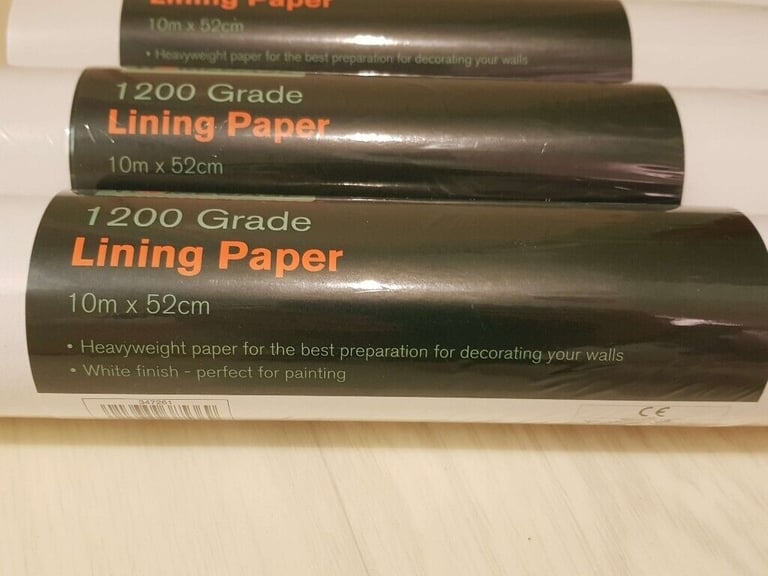 Lining Paper
10m x 52cm
• Heavyweight paper for the best preparation for decorating your walls
1200 Grade
Lining Paper
10m x 52cm
1200 Grade
Lining Paper
10m x 52cm
• Heavyweight paper for the best preparation for decorating your walls
• White finish - perfect for painting
347261
CE